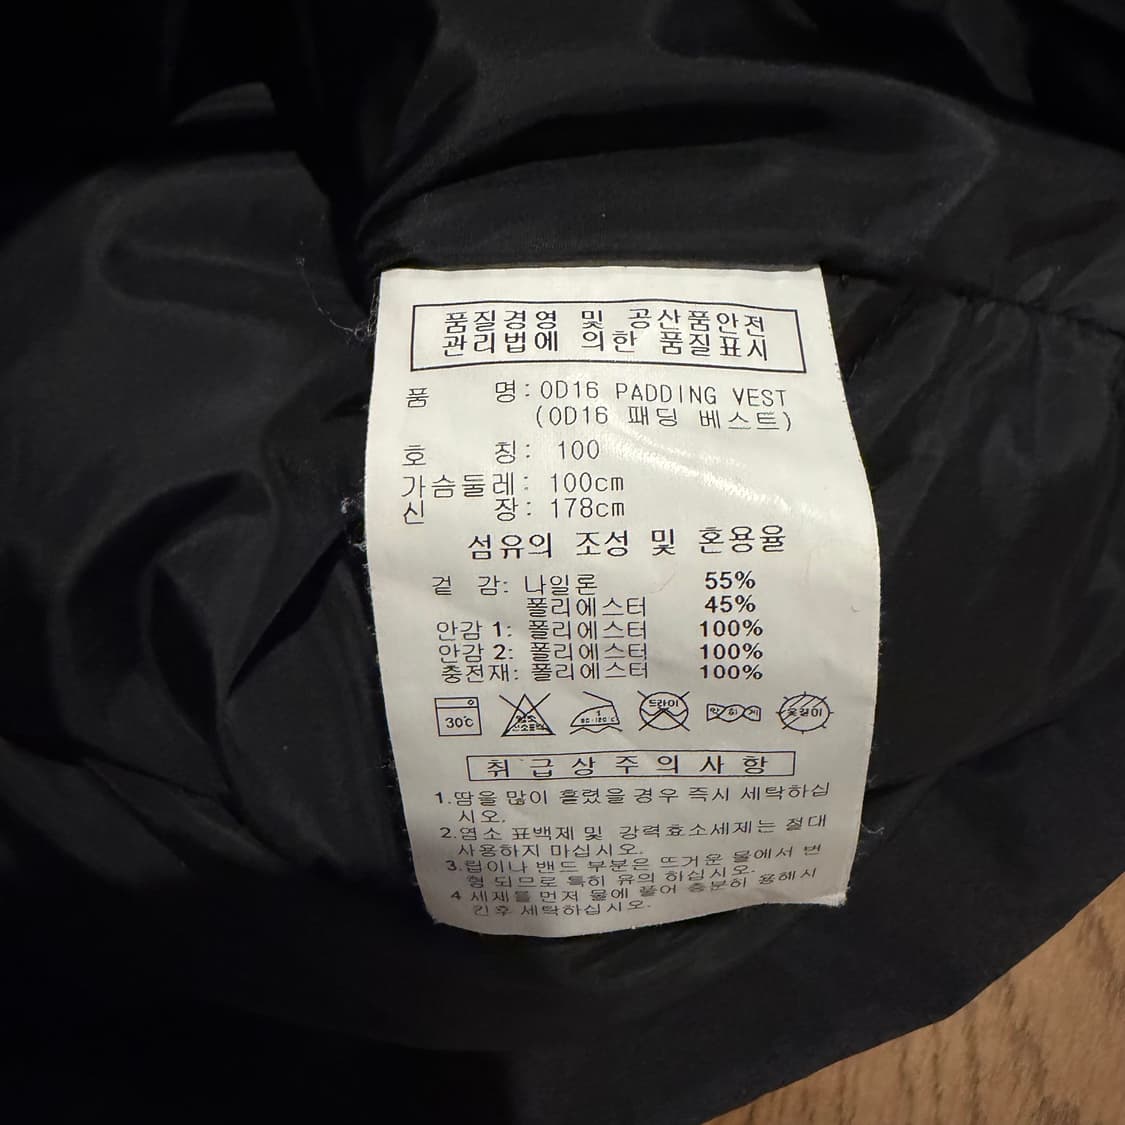 품질경영 및 공산품안전
관리법에 의한 품질표시
품 명: OD16 PADDING VEST
(OD16 패딩 베스트)
호 칭: 100
가슴둘레: 100cm
신 장: 178cm
섬유의 조성 및 혼용율
겉 감: 나일론 55%
폴리에스터 45%
안감 1: 폴리에스터 100%
안감 2: 폴리에스터 100%
충전재: 폴리에스터 100%
30℃ 드라이 약하게 옷걸이
취급상주의사항
1.땀을 많이 흘렸을 경우 즉시 세탁하십
시오.
2.염소 표백제 및 강력효소세제는 절대
사용하지 마십시오.
3.립이나 밴드 부분은 뜨거운 물에서 변
형 되므로 특히 유의 하십시오.
4 세제를 먼저 물에 풀어 충분히 용해시
킨후 세탁하십시오.